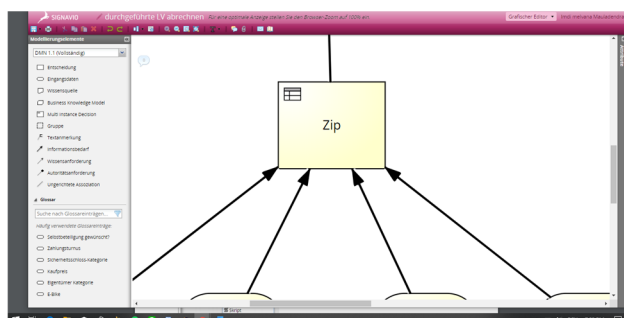 SIGNAVIO
durchgeführte LV abrechnen
Für eine optimale Anzeige stellen Sie den Browser-Zoom auf 100% ein.
Grafischer Editor
Modellierungselemente
DMN 1.1 (Vollständig)
Entscheidung
Eingangsdaten
Wissensquelle
Business Knowledge Model
Multi Instance Decision
Gruppe
Textanmerkung
Informationsbedarf
Wissensanforderung
Autoritätsanforderung
Ungerichtete Assoziation
Glossar
Suche nach Glossareinträgen...
Häufig verwendete Glossareinträge:
Selbstbeteiligung gewünscht?
Zahlungsturnus
Sicherheitsschloss-Kategorie
Kaufpreis
Eigentümer Kategorie
E-Bike
Zip
Attribute
Script